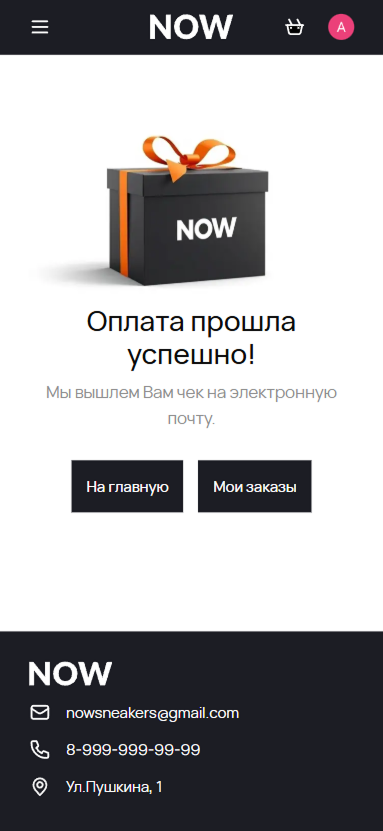 NOW
A
NOW
Оплата прошла
успешно!
Мы вышлем Вам чек на электронную
почту.
На главную
Мои заказы
NOW
nowsneakers@gmail.com
8-999-999-99-99
Ул.Пушкина, 1